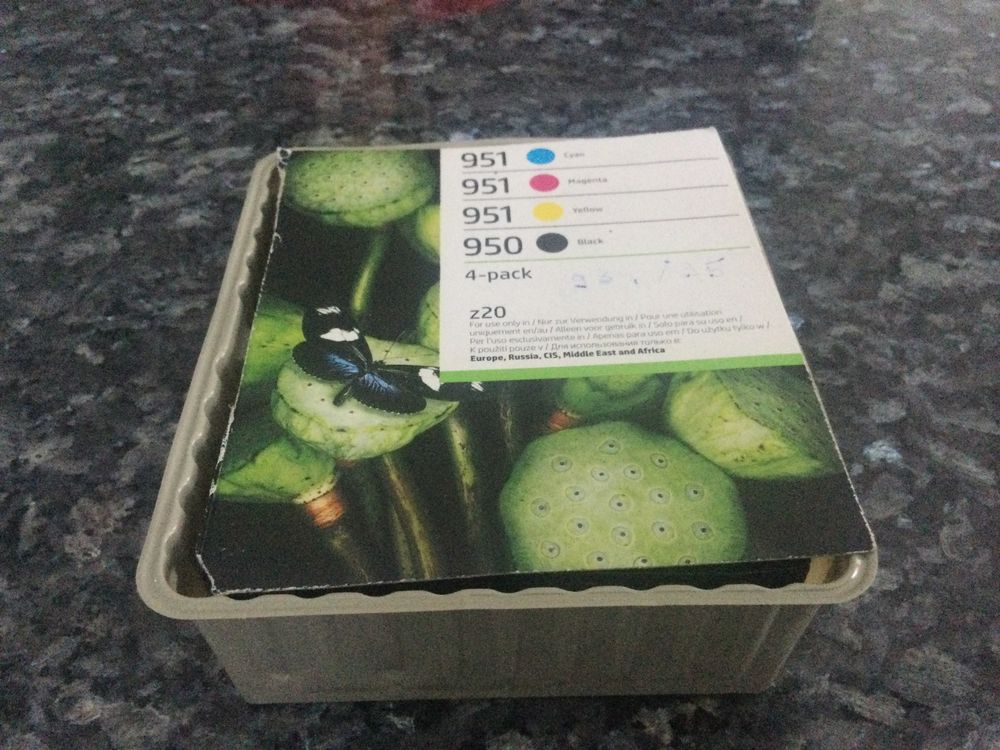 951 Cyan
951 Magenta
951 Yellow
950 Black
4-pack
z20
For use only in / Nur zur Verwendung in / Pour une utilisation
uniquement en/au / Alleen voor gebruik in / Solo para su uso en /
Per l'uso esclusivamente in / Apenas para uso em / Do użytku tylko w /
K použití pouze v / Для использования только в:
Europe, Russia, CIS, Middle East and Africa